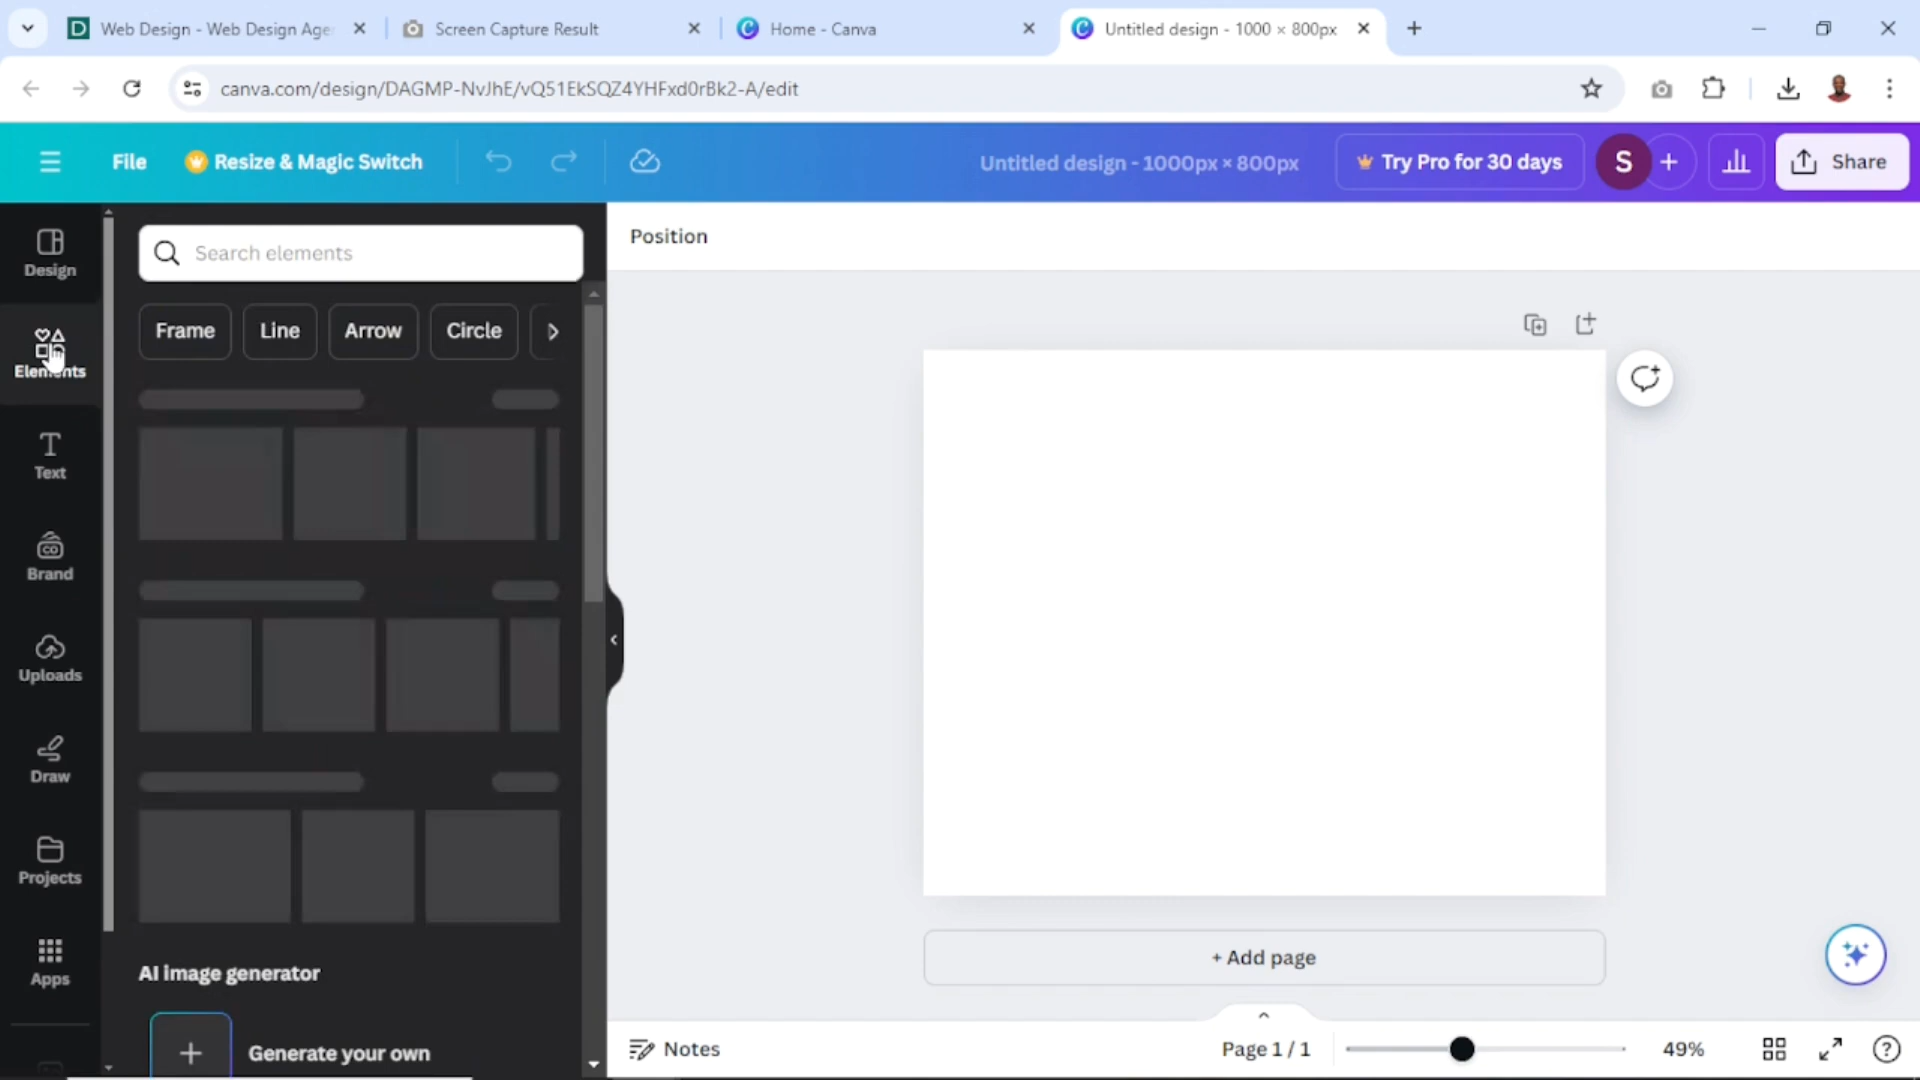 Web Design - Web Design Age
Screen Capture Result
Home - Canva
Untitled design - 1000 × 800px
canva.com/design/DAGMP-NvJhE/vQ51EkSQZ4YHFxd0rBk2-A/edit
File
Resize & Magic Switch
Untitled design - 1000px × 800px
Try Pro for 30 days
S
Share
Design
Elements
Text
Brand
Uploads
Draw
Projects
Apps
Search elements
Frame
Line
Arrow
Circle
AI image generator
Generate your own
Position
+ Add page
Notes
Page 1 / 1
49%